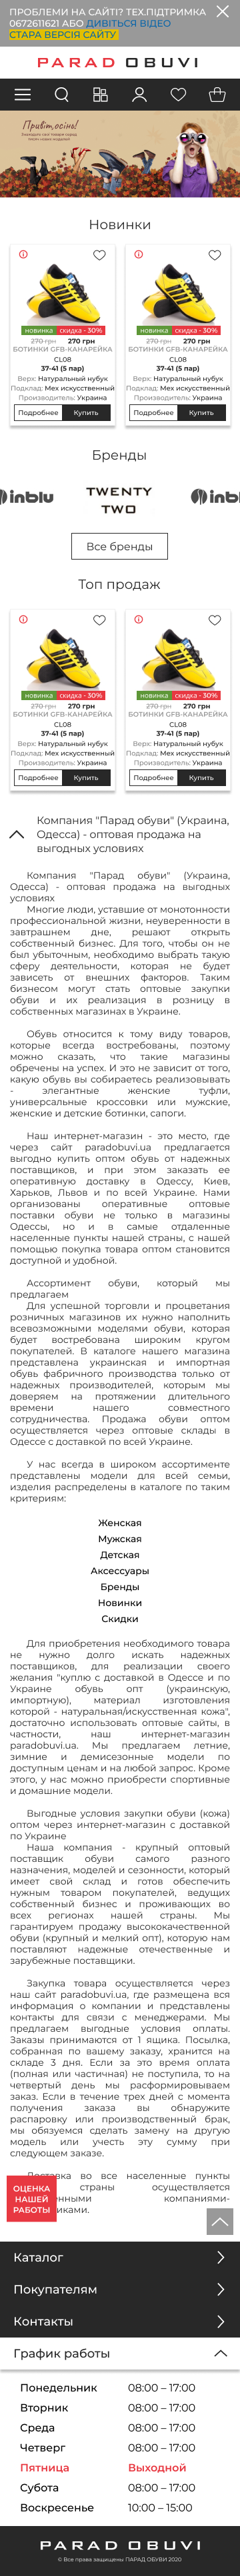 ПРОБЛЕМИ НА САЙТІ? ТЕХ.ПІДТРИМКА
0672611621 АБО ДИВІТЬСЯ ВІДЕО
СТАРА ВЕРСІЯ САЙТУ
PARAD OBUVI
Привіт,осінь!
Новинки
новинка скидка - 30%
270 грн 270 грн
БОТИНКИ GFB-КАНАРЕЙКА
CL08
37-41 (5 пар)
Верх: Натуральный нубук
Подклад: Мех искусственный
Производитель: Украина
Подробнее Купить
новинка скидка - 30%
270 грн 270 грн
БОТИНКИ GFB-КАНАРЕЙКА
CL08
37-41 (5 пар)
Верх: Натуральный нубук
Подклад: Мех искусственный
Производитель: Украина
Подробнее Купить
Бренды
inblu
TWENTY
TWO
inbl
Все бренды
Топ продаж
новинка скидка - 30%
270 грн 270 грн
БОТИНКИ GFB-КАНАРЕЙКА
CL08
37-41 (5 пар)
Верх: Натуральный нубук
Подклад: Мех искусственный
Производитель: Украина
Подробнее Купить
новинка скидка - 30%
270 грн 270 грн
БОТИНКИ GFB-КАНАРЕЙКА
CL08
37-41 (5 пар)
Верх: Натуральный нубук
Подклад: Мех искусственный
Производитель: Украина
Подробнее Купить
Компания "Парад обуви" (Украина,
Одесса) - оптовая продажа на
выгодных условиях
Компания "Парад обуви" (Украина,
Одесса) - оптовая продажа на выгодных
условиях
Многие люди, уставшие от монотонности
профессиональной жизни, неуверенности в
завтрашнем дне, решают открыть
собственный бизнес. Для того, чтобы он не
был убыточным, необходимо выбрать такую
сферу деятельности, которая не будет
зависеть от внешних факторов. Таким
бизнесом могут стать оптовые закупки
обуви и их реализация в розницу в
собственных магазинах в Украине.
Обувь относится к тому виду товаров,
которые всегда востребованы, поэтому
можно сказать, что такие магазины
обречены на успех. И это не зависит от того,
какую обувь вы собираетесь реализовывать
- элегантные женские туфли,
универсальные кроссовки или мужские,
женские и детские ботинки, сапоги.
Наш интернет-магазин - это место, где
через сайт paradobuvi.ua предлагается
выгодно купить оптом обувь от надежных
поставщиков, и при этом заказать ее
оперативную доставку в Одессу, Киев,
Харьков, Львов и по всей Украине. Нами
организованы оперативные оптовые
поставки обуви не только в магазины
Одессы, но и в самые отдаленные
населенные пункты нашей страны, с нашей
помощью покупка товара оптом становится
доступной и удобной.
Ассортимент обуви, который мы
предлагаем
Для успешной торговли и процветания
розничных магазинов их нужно наполнить
всевозможными моделями обуви, которая
будет востребована широким кругом
покупателей. В каталоге нашего магазина
представлена украинская и импортная
обувь фабричного производства только от
надежных производителей, которым мы
доверяем на протяжении длительного
времени нашего совместного
сотрудничества. Продажа обуви оптом
осуществляется через оптовые склады в
Одессе с доставкой по всей Украине.
У нас всегда в широком ассортименте
представлены модели для всей семьи,
изделия распределены в каталоге по таким
критериям:
Женская
Мужская
Детская
Аксессуары
Бренды
Новинки
Скидки
Для приобретения необходимого товара
не нужно долго искать надежных
поставщиков, для реализации своего
желания "куплю с доставкой в Одессе и по
Украине обувь опт (украинскую,
импортную), материал изготовления
которой - натуральная/искусственная кожа",
достаточно использовать оптовые сайты, в
частности, наш интернет-магазин
paradobuvi.ua. Мы предлагаем летние,
зимние и демисезонные модели по
доступным ценам и на любой запрос. Кроме
этого, у нас можно приобрести спортивные
и домашние модели.
Выгодные условия закупки обуви (кожа)
оптом через интернет-магазин с доставкой
по Украине
Наша компания - крупный оптовый
поставщик обуви самого разного
назначения, моделей и сезонности, который
имеет свой склад и готов обеспечить
нужным товаром покупателей, ведущих
собственный бизнес и проживающих во
всех регионах нашей страны. Мы
гарантируем продажу высококачественной
обуви (крупный и мелкий опт), которую нам
поставляют надежные отечественные и
зарубежные поставщики.
Закупка товара осуществляется через
наш сайт paradobuvi.ua, где размещена вся
информация о компании и представлены
контакты для связи с менеджерами. Мы
предлагаем выгодные условия оплаты.
Заказы принимаются от 1 ящика. Посылка,
собранная по вашему заказу, хранится на
складе 3 дня. Если за это время оплата
(полная или частичная) не поступила, то на
четвертый день мы расформировываем
заказ. Если в течение трех дней с момента
получения заказа вы обнаружите
распаровку или производственный брак,
мы обязуемся сделать замену на другую
модель или учесть эту сумму при
следующем заказе.
Доставка во все населенные пункты
страны осуществляется
компаниями-
ОЦЕНКА
НАШЕЙ
РАБОТЫ
Каталог
Покупателям
Контакты
График работы
Понедельник 08:00 – 17:00
Вторник 08:00 – 17:00
Среда 08:00 – 17:00
Четверг 08:00 – 17:00
Пятница Выходной
Субота 08:00 – 17:00
Воскресенье 10:00 – 15:00
PARAD OBUVI
© Все права защищены ПАРАД ОБУВИ 2020